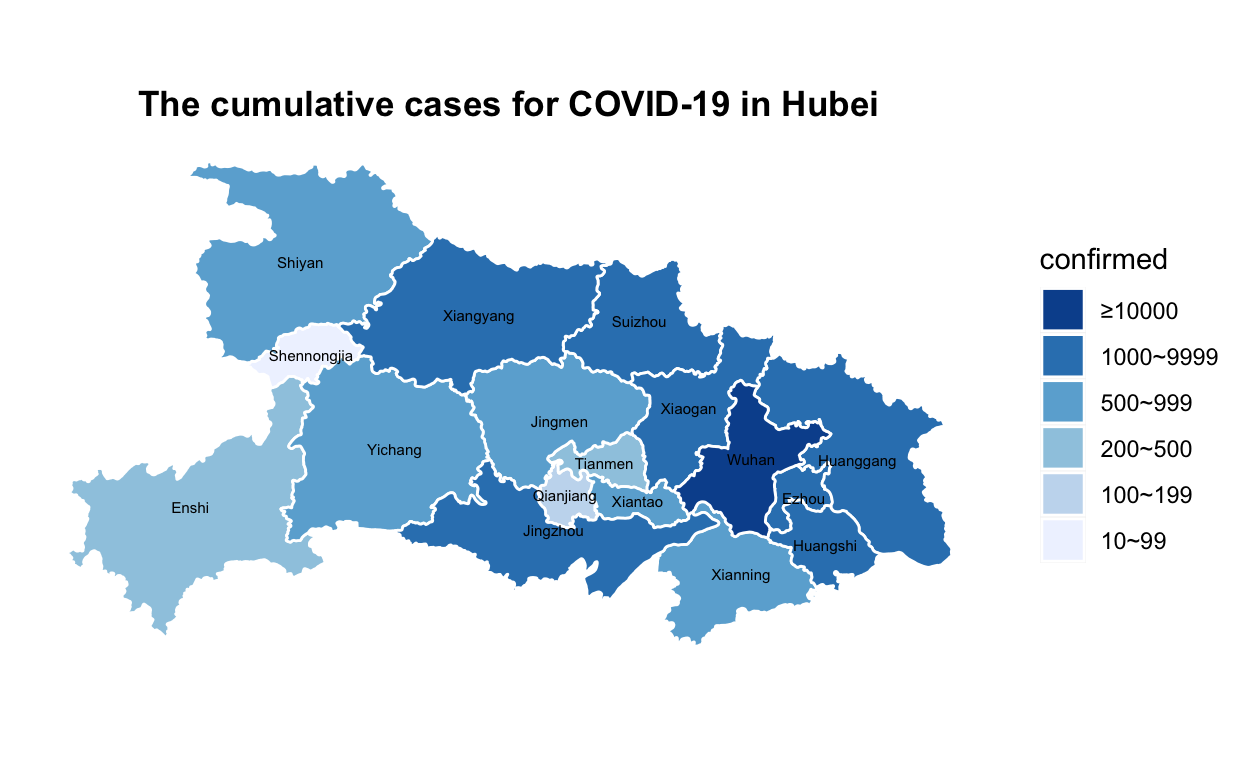 The cumulative cases for COVID-19 in Hubei
Shiyan
confirmed
≥10000
1000~9999
500~999
200~500
100~199
10~99
Xiangyang
Suizhou
Shennongjia
Xiaogan
Jingmen
Yichang
Wuhan
Huanggang
Tianmen
Qianjiang
Xiantao
Ezhou
Enshi
Jingzhou
Huangshi
Xianning